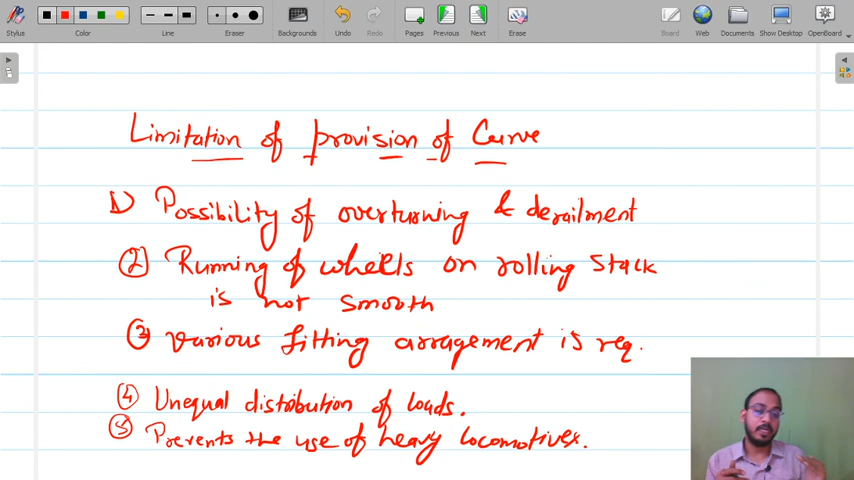 Stylus
Color
Line
Eraser
Backgrounds
Undo
Redo
Pages
Previous
Next
Erase
Board
Web
Documents
Show Desktop
OpenBoard
Limitation of provision of Curve
1) Possibility of overturning & derailment
② Running of wheels on rolling stack
is not smooth
③ Various fitting arragement is req.
④ Unequal distribution of loads.
⑤ Prevents the use of heavy locomotives.